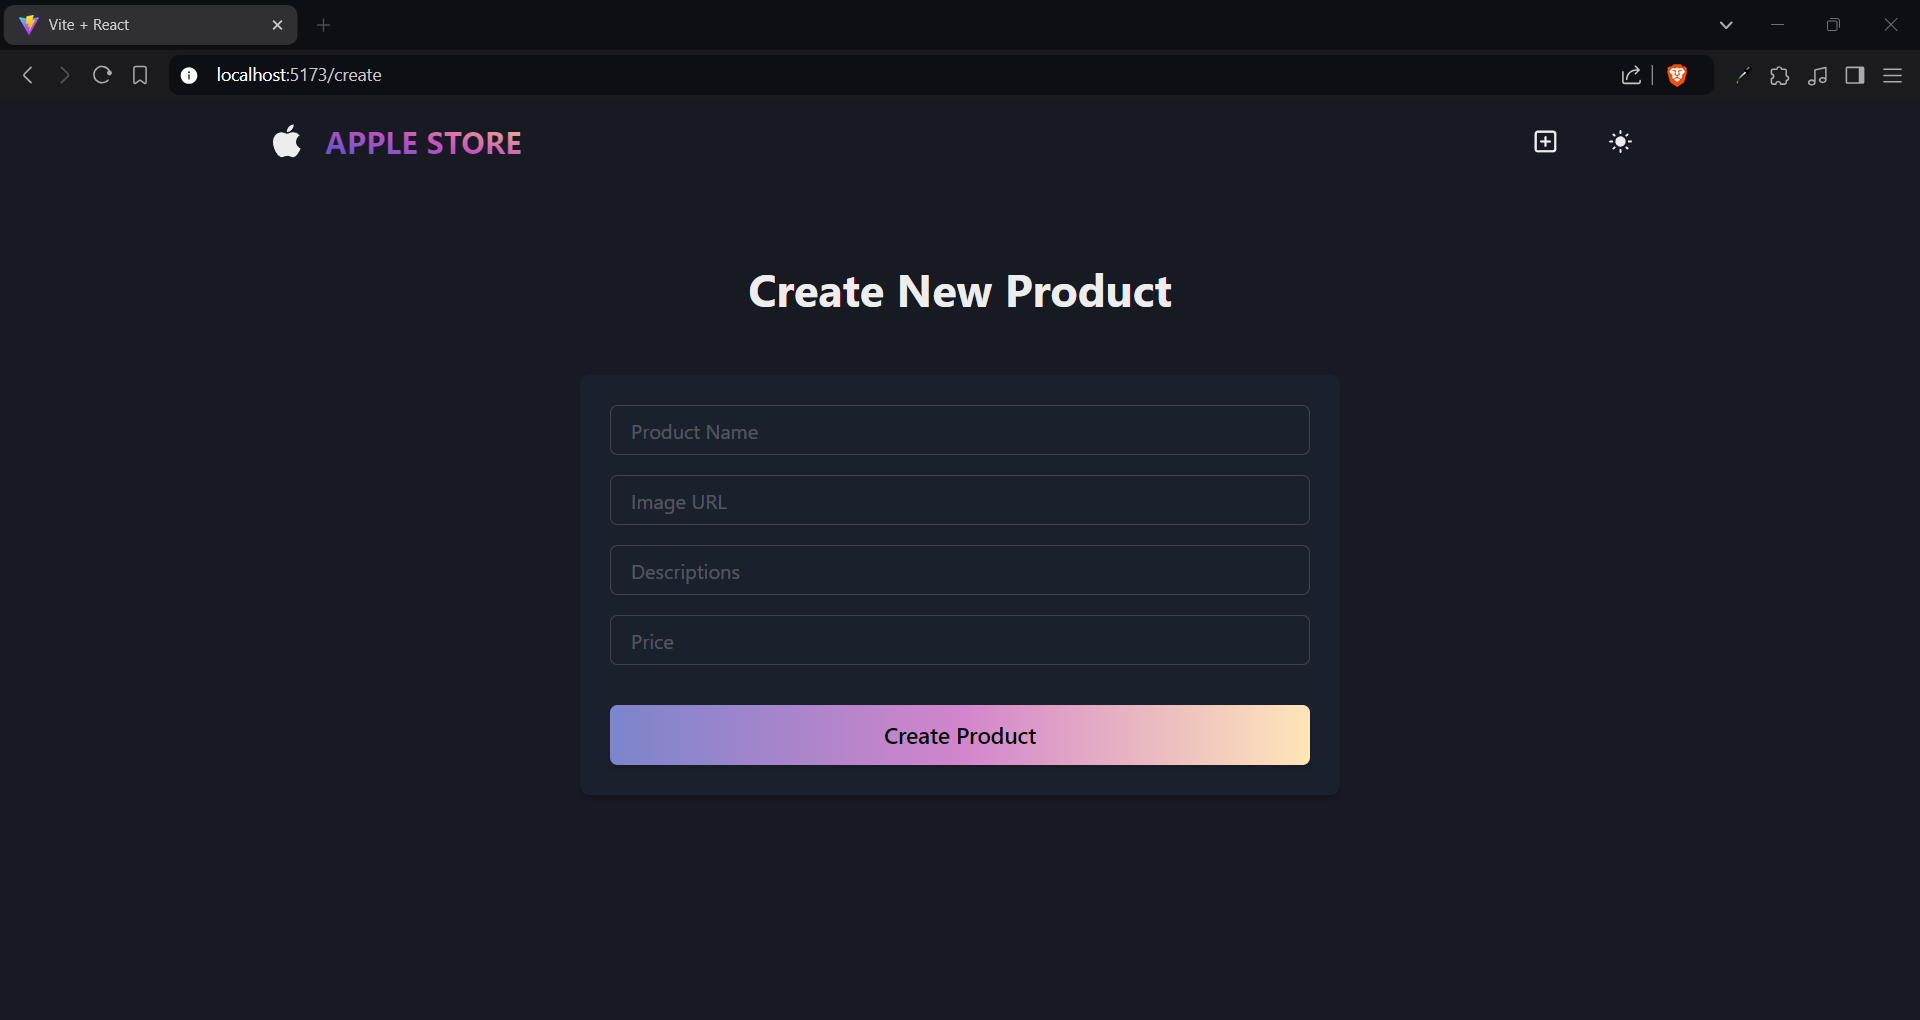 Vite + React
localhost:5173/create
APPLE STORE
Create New Product
Product Name
Image URL
Descriptions
Price
Create Product